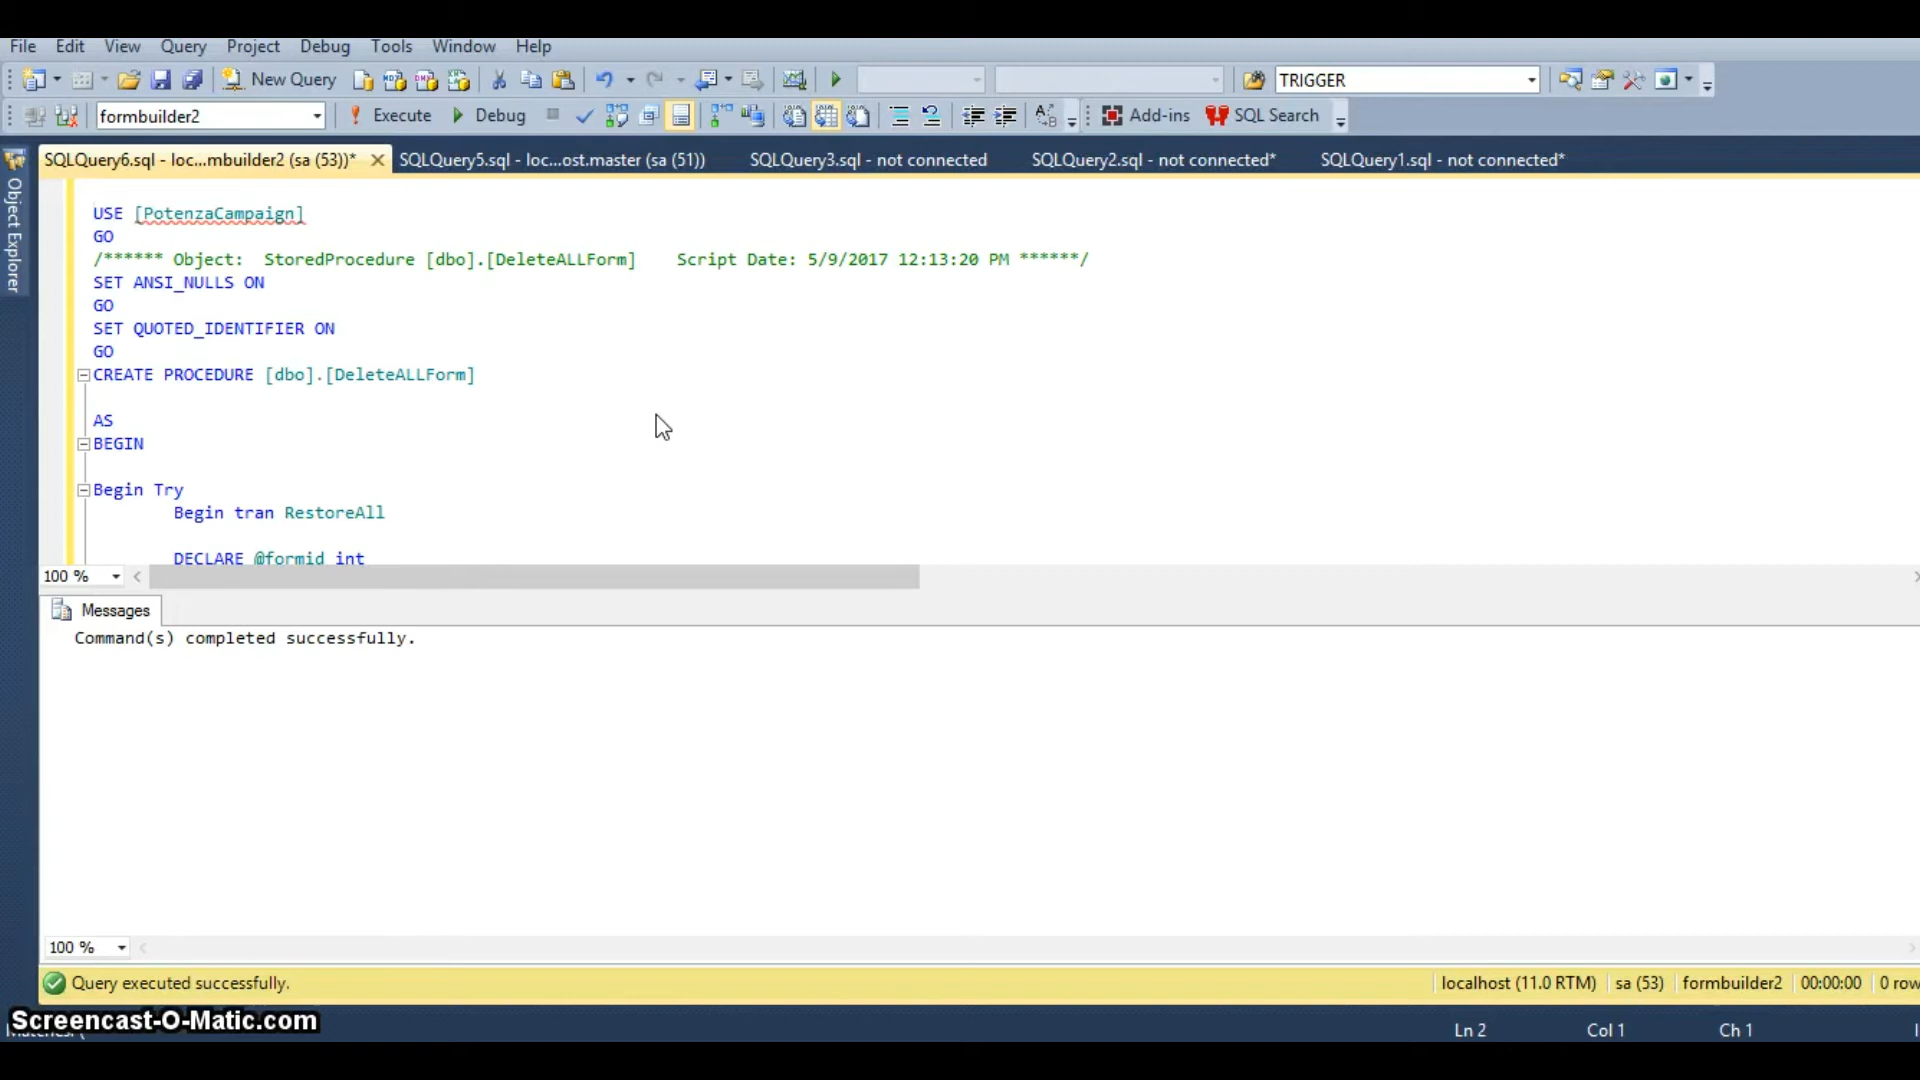 File Edit View Query Project Debug Tools Window Help
New Query TRIGGER
formbuilder2 Execute Debug Add-ins SQL Search
SQLQuery6.sql - loc...mbuilder2 (sa (53))* SQLQuery5.sql - loc...ost.master (sa (51)) SQLQuery3.sql - not connected SQLQuery2.sql - not connected* SQLQuery1.sql - not connected*
Object Explorer
USE [PotenzaCampaign]
GO
/****** Object:  StoredProcedure [dbo].[DeleteALLForm]    Script Date: 5/9/2017 12:13:20 PM ******/
SET ANSI_NULLS ON
GO
SET QUOTED_IDENTIFIER ON
GO
CREATE PROCEDURE [dbo].[DeleteALLForm]
AS
BEGIN
Begin Try
Begin tran RestoreAll
DECLARE @formid int
100 %
Messages
Command(s) completed successfully.
100 %
Query executed successfully. localhost (11.0 RTM) sa (53) formbuilder2 00:00:00 0 row
Screencast-O-Matic.com
Ln 2 Col 1 Ch 1